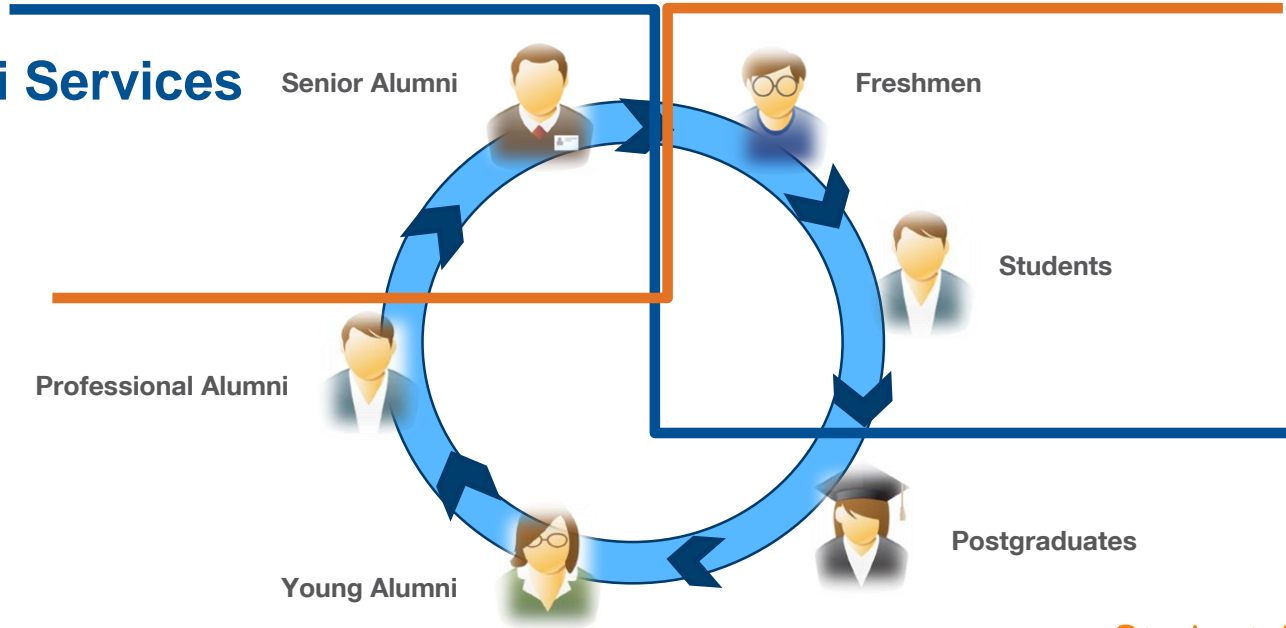 i Services
Senior Alumni
Freshmen
Students
Professional Alumni
Postgraduates
Young Alumni